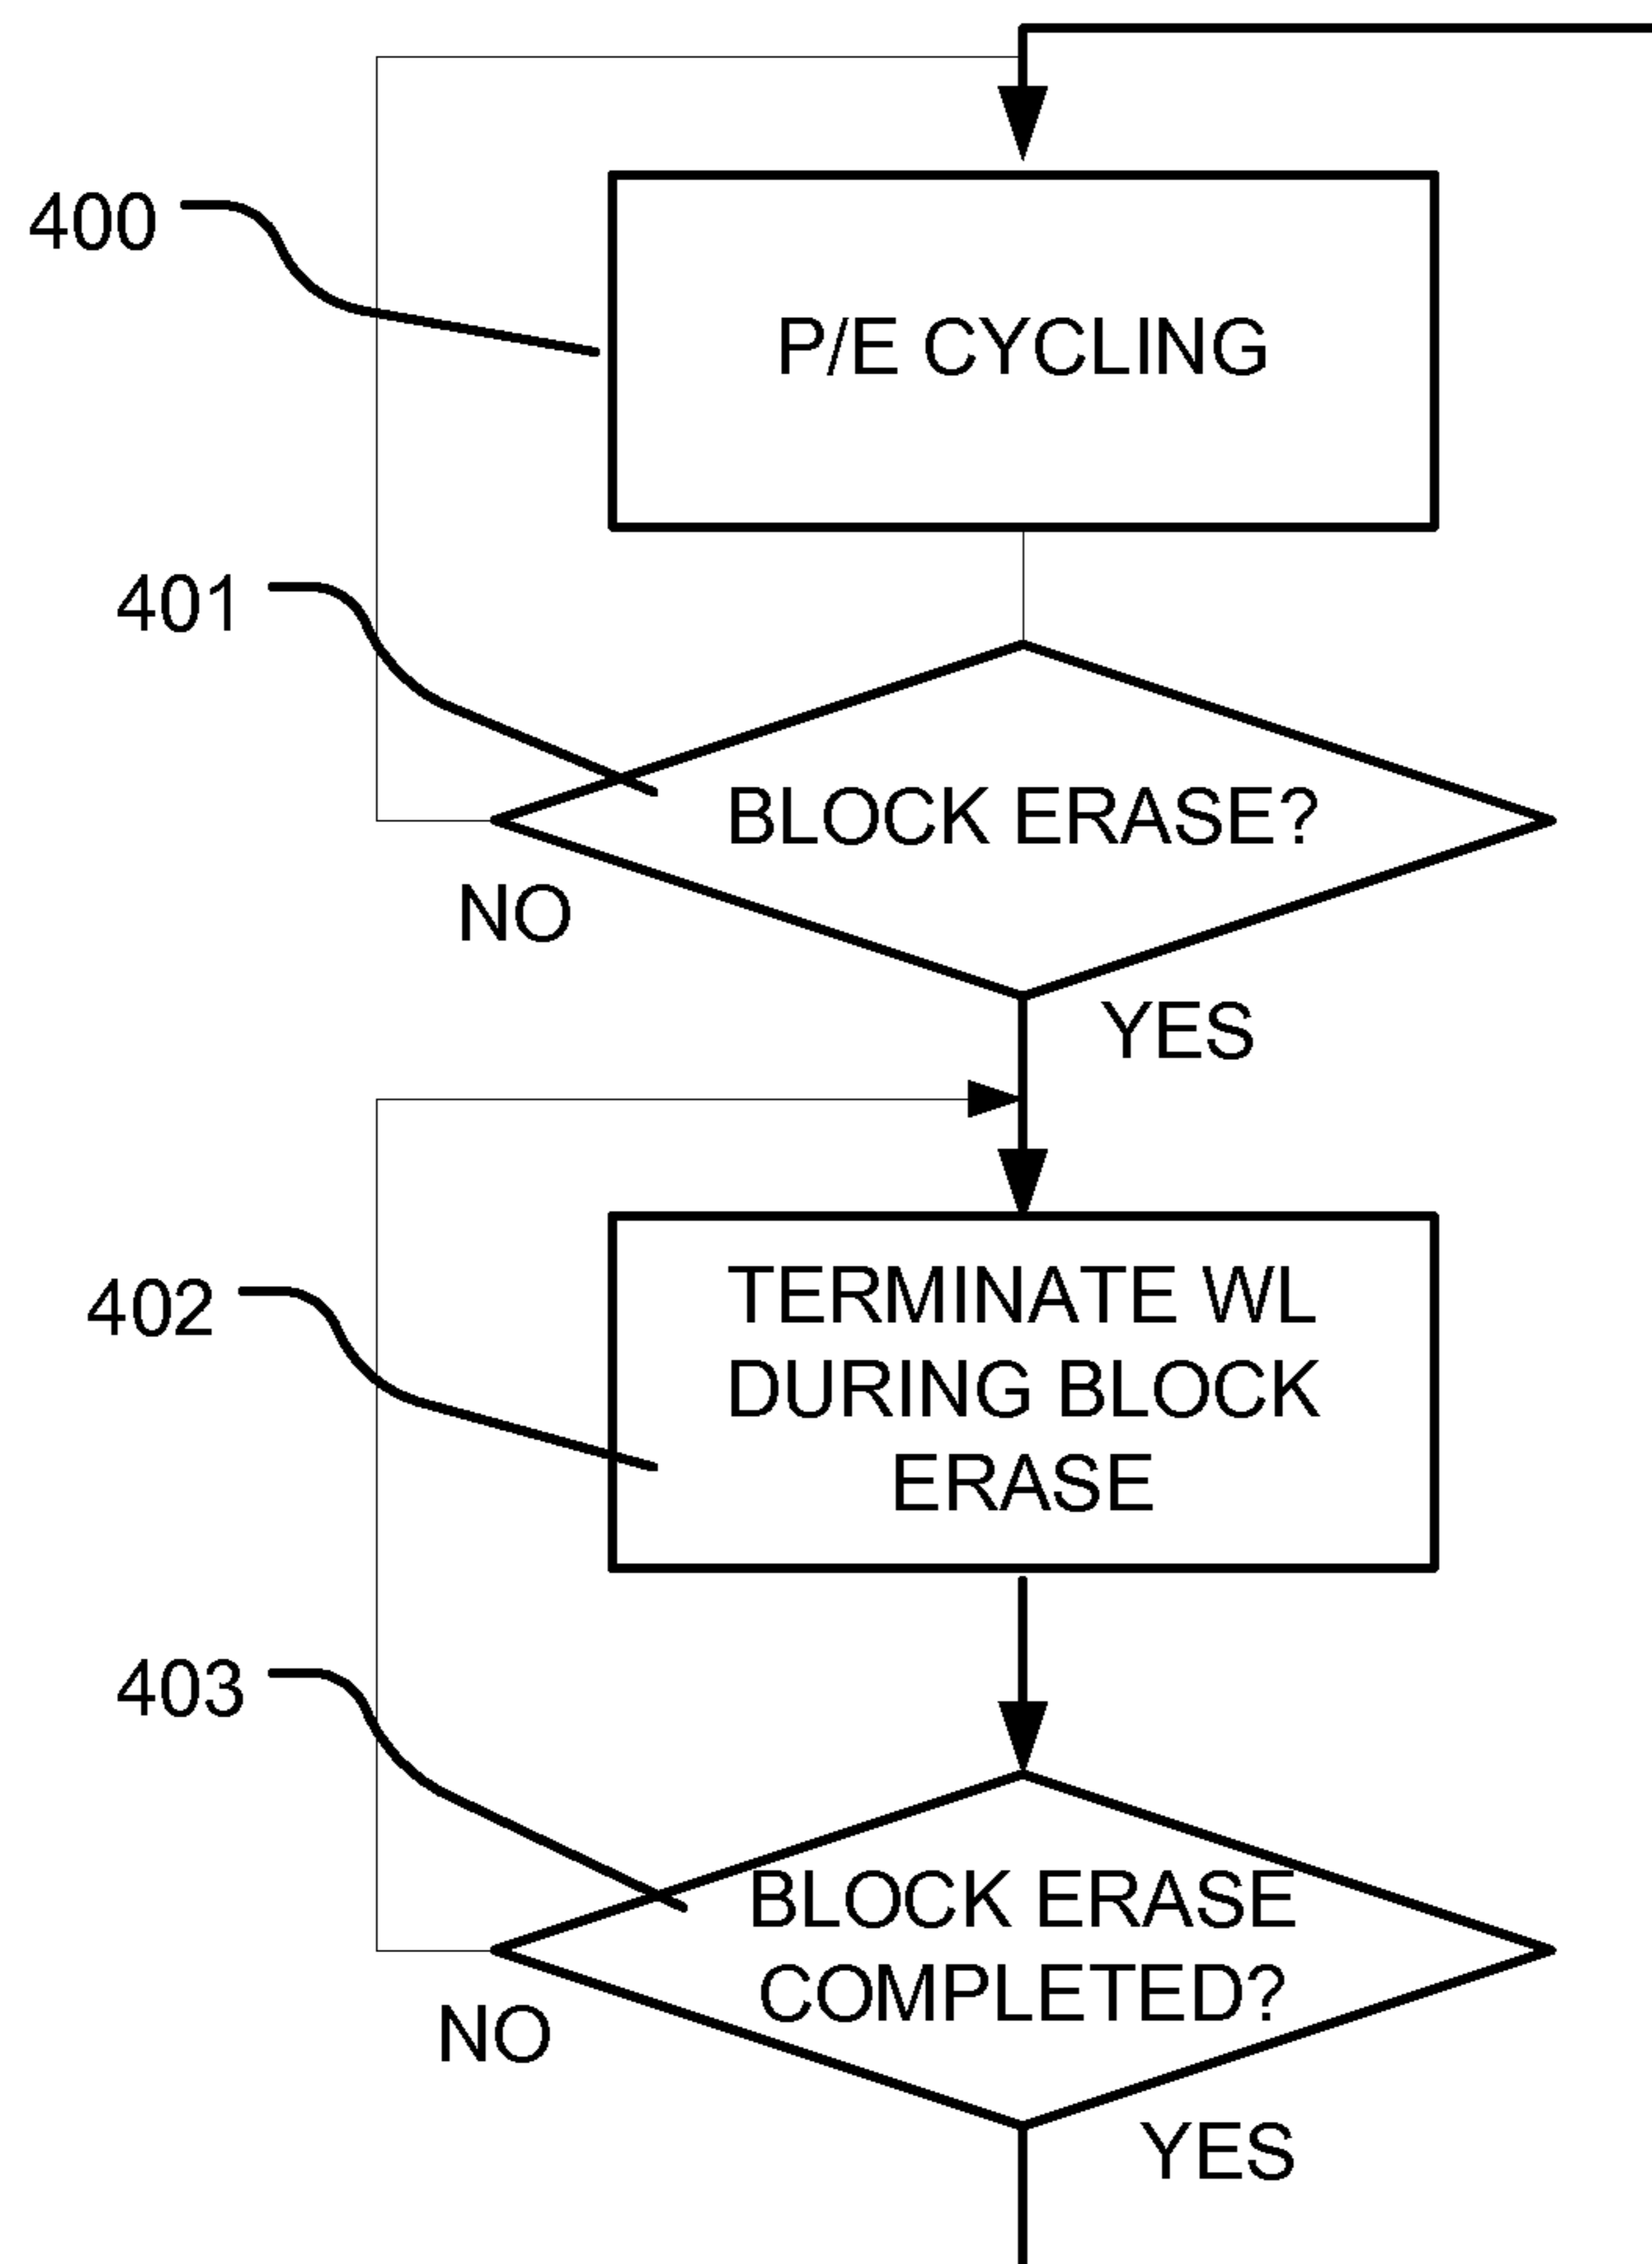 400
P/E CYCLING
401
BLOCK ERASE?
NO
YES
402
TERMINATE WL
DURING BLOCK
ERASE
403
BLOCK ERASE
COMPLETED?
NO
YES